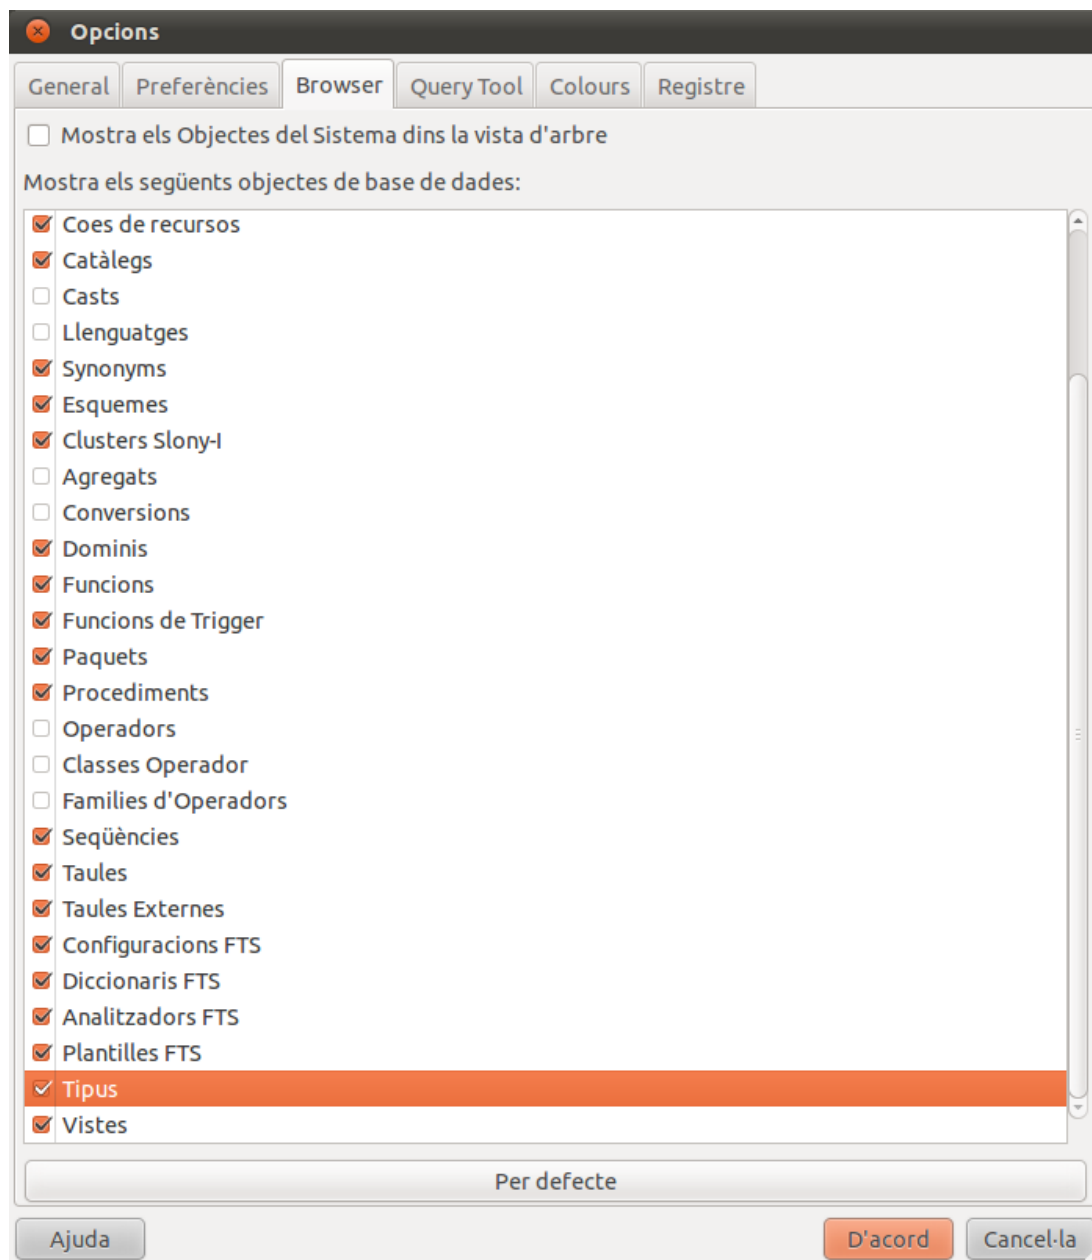 Opcions
General Preferències Browser Query Tool Colours Registre
Mostra els Objectes del Sistema dins la vista d'arbre
Mostra els següents objectes de base de dades:
Coes de recursos
Catàlegs
Casts
Llenguatges
Synonyms
Esquemes
Clusters Slony-I
Agregats
Conversions
Dominis
Funcions
Funcions de Trigger
Paquets
Procediments
Operadors
Classes Operador
Families d'Operadors
Seqüències
Taules
Taules Externes
Configuracions FTS
Diccionaris FTS
Analitzadors FTS
Plantilles FTS
Tipus
Vistes
Per defecte
Ajuda D'acord Cancel·la